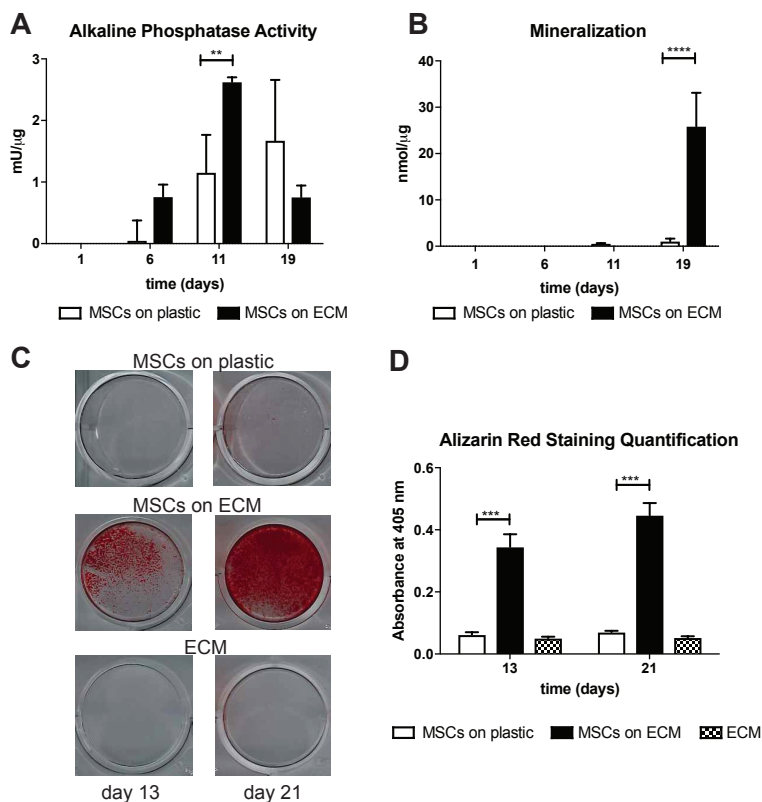 A
Alkaline Phosphatase Activity
**
3
2
1
0
mU/μg
1 6 11 19
time (days)
MSCs on plastic MSCs on ECM
B
Mineralization
****
40
30
20
10
0
nmol/μg
1 6 11 19
time (days)
MSCs on plastic MSCs on ECM
C
MSCs on plastic
MSCs on ECM
ECM
day 13 day 21
D
Alizarin Red Staining Quantification
*** ***
0.6
0.4
0.2
0.0
Absorbance at 405 nm
13 21
time (days)
MSCs on plastic MSCs on ECM ECM